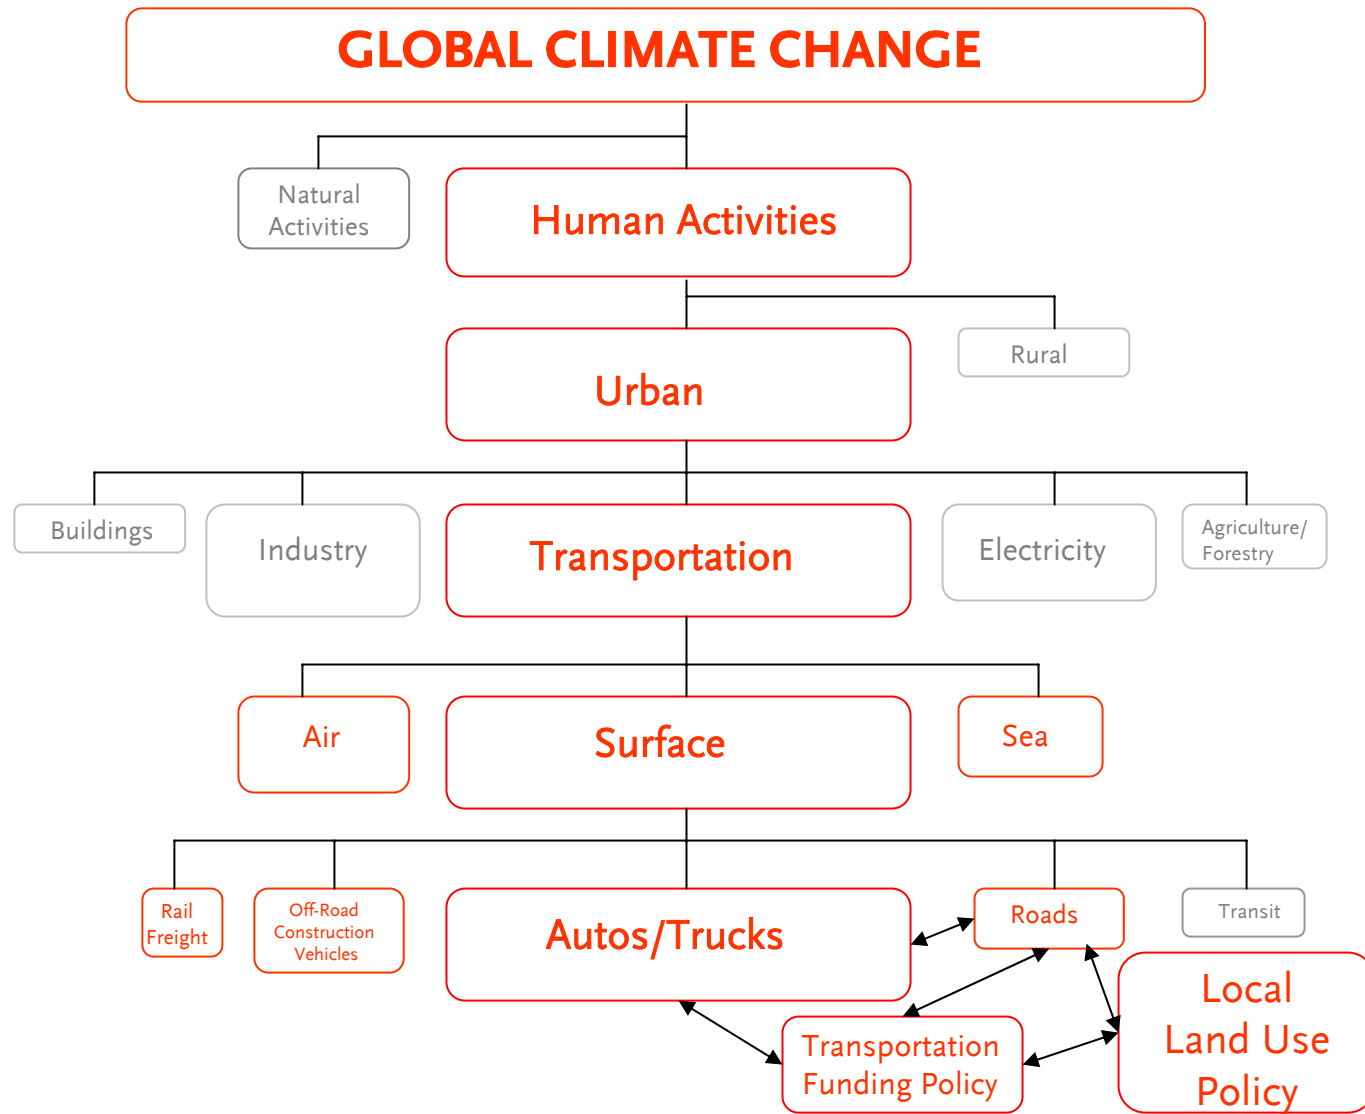 GLOBAL CLIMATE CHANGE
Natural
Activities
Human Activities
Urban
Rural
Buildings
Industry
Transportation
Electricity
Agriculture/
Forestry
Air
Surface
Sea
Rail
Freight
Off-Road
Construction
Vehicles
Autos/Trucks
Roads
Transit
Transportation
Funding Policy
Local
Land Use
Policy